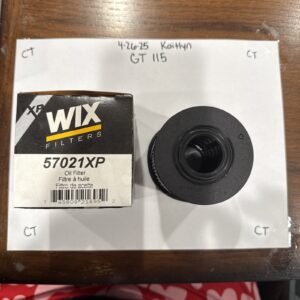 4-26-25 Kaitlyn
GT 115
CT
CT
XP
WIX
FILTERS
57021XP
Oil Filter
Filtre à huile
Filtro de aceite
CT
CT